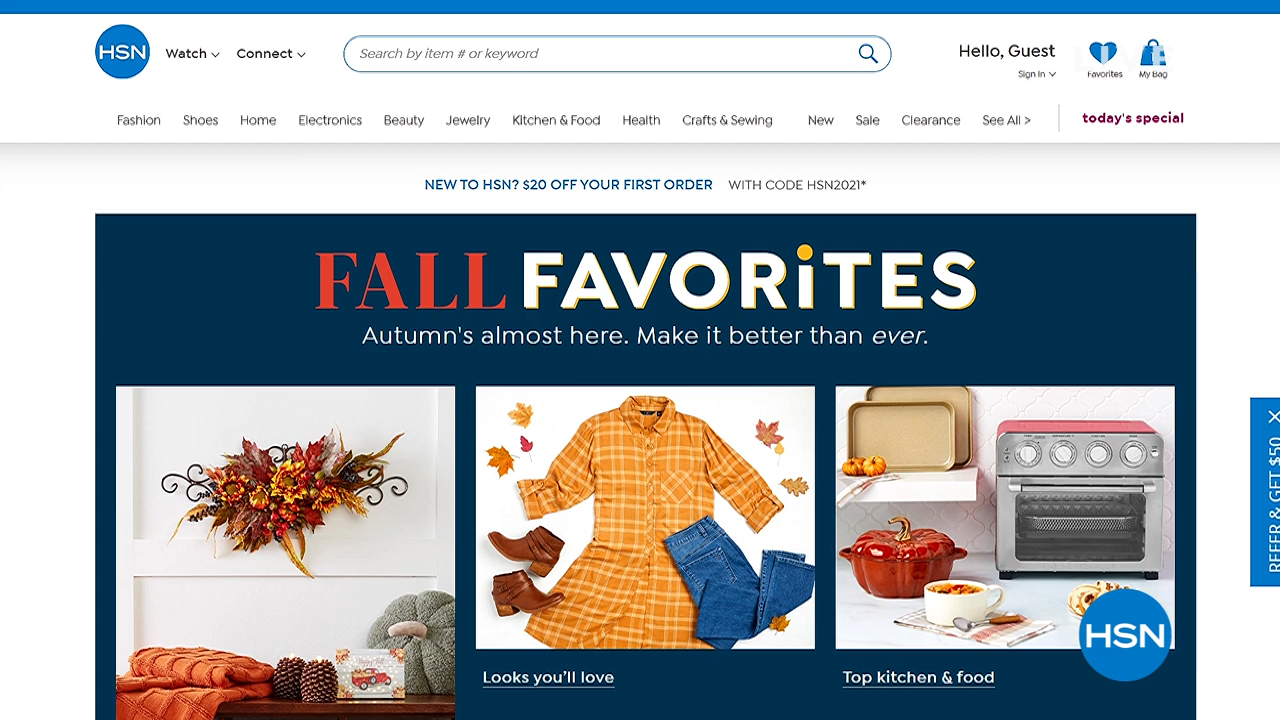 HSN
Watch
Connect
Search by item # or keyword
Hello, Guest
Sign In
LIVE
Favorites
My Bag
Fashion
Shoes
Home
Electronics
Beauty
Jewelry
Kitchen & Food
Health
Crafts & Sewing
New
Sale
Clearance
See All >
today's special
NEW TO HSN? $20 OFF YOUR FIRST ORDER WITH CODE HSN2021*
FALL FAVORiTES
Autumn's almost here. Make it better than ever.
REFER & GET $50
Looks you'll love
Top kitchen & food
HSN